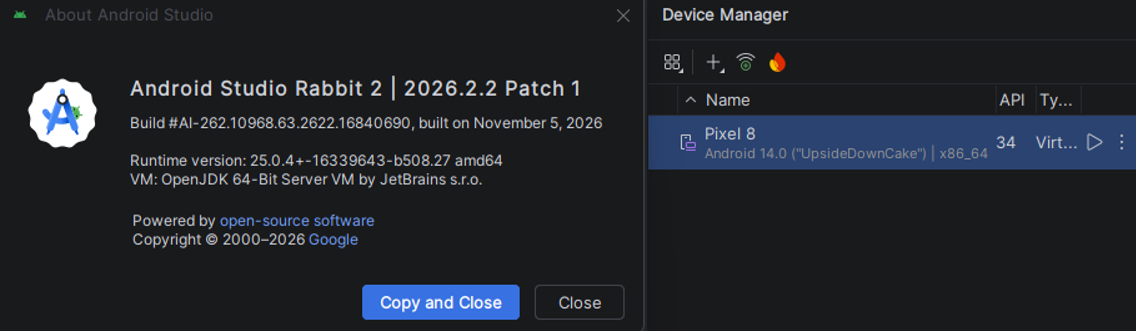 About Android Studio
Android Studio Rabbit 2 | 2026.2.2 Patch 1
Build #AI-262.10968.63.2622.16840690, built on November 5, 2026
Runtime version: 25.0.4+-16339643-b508.27 amd64
VM: OpenJDK 64-Bit Server VM by JetBrains s.r.o.
Powered by open-source software
Copyright © 2000–2026 Google
Copy and Close
Close
Device Manager
Name API Ty...
Pixel 8 34 Virt...
Android 14.0 ("UpsideDownCake") | x86_64